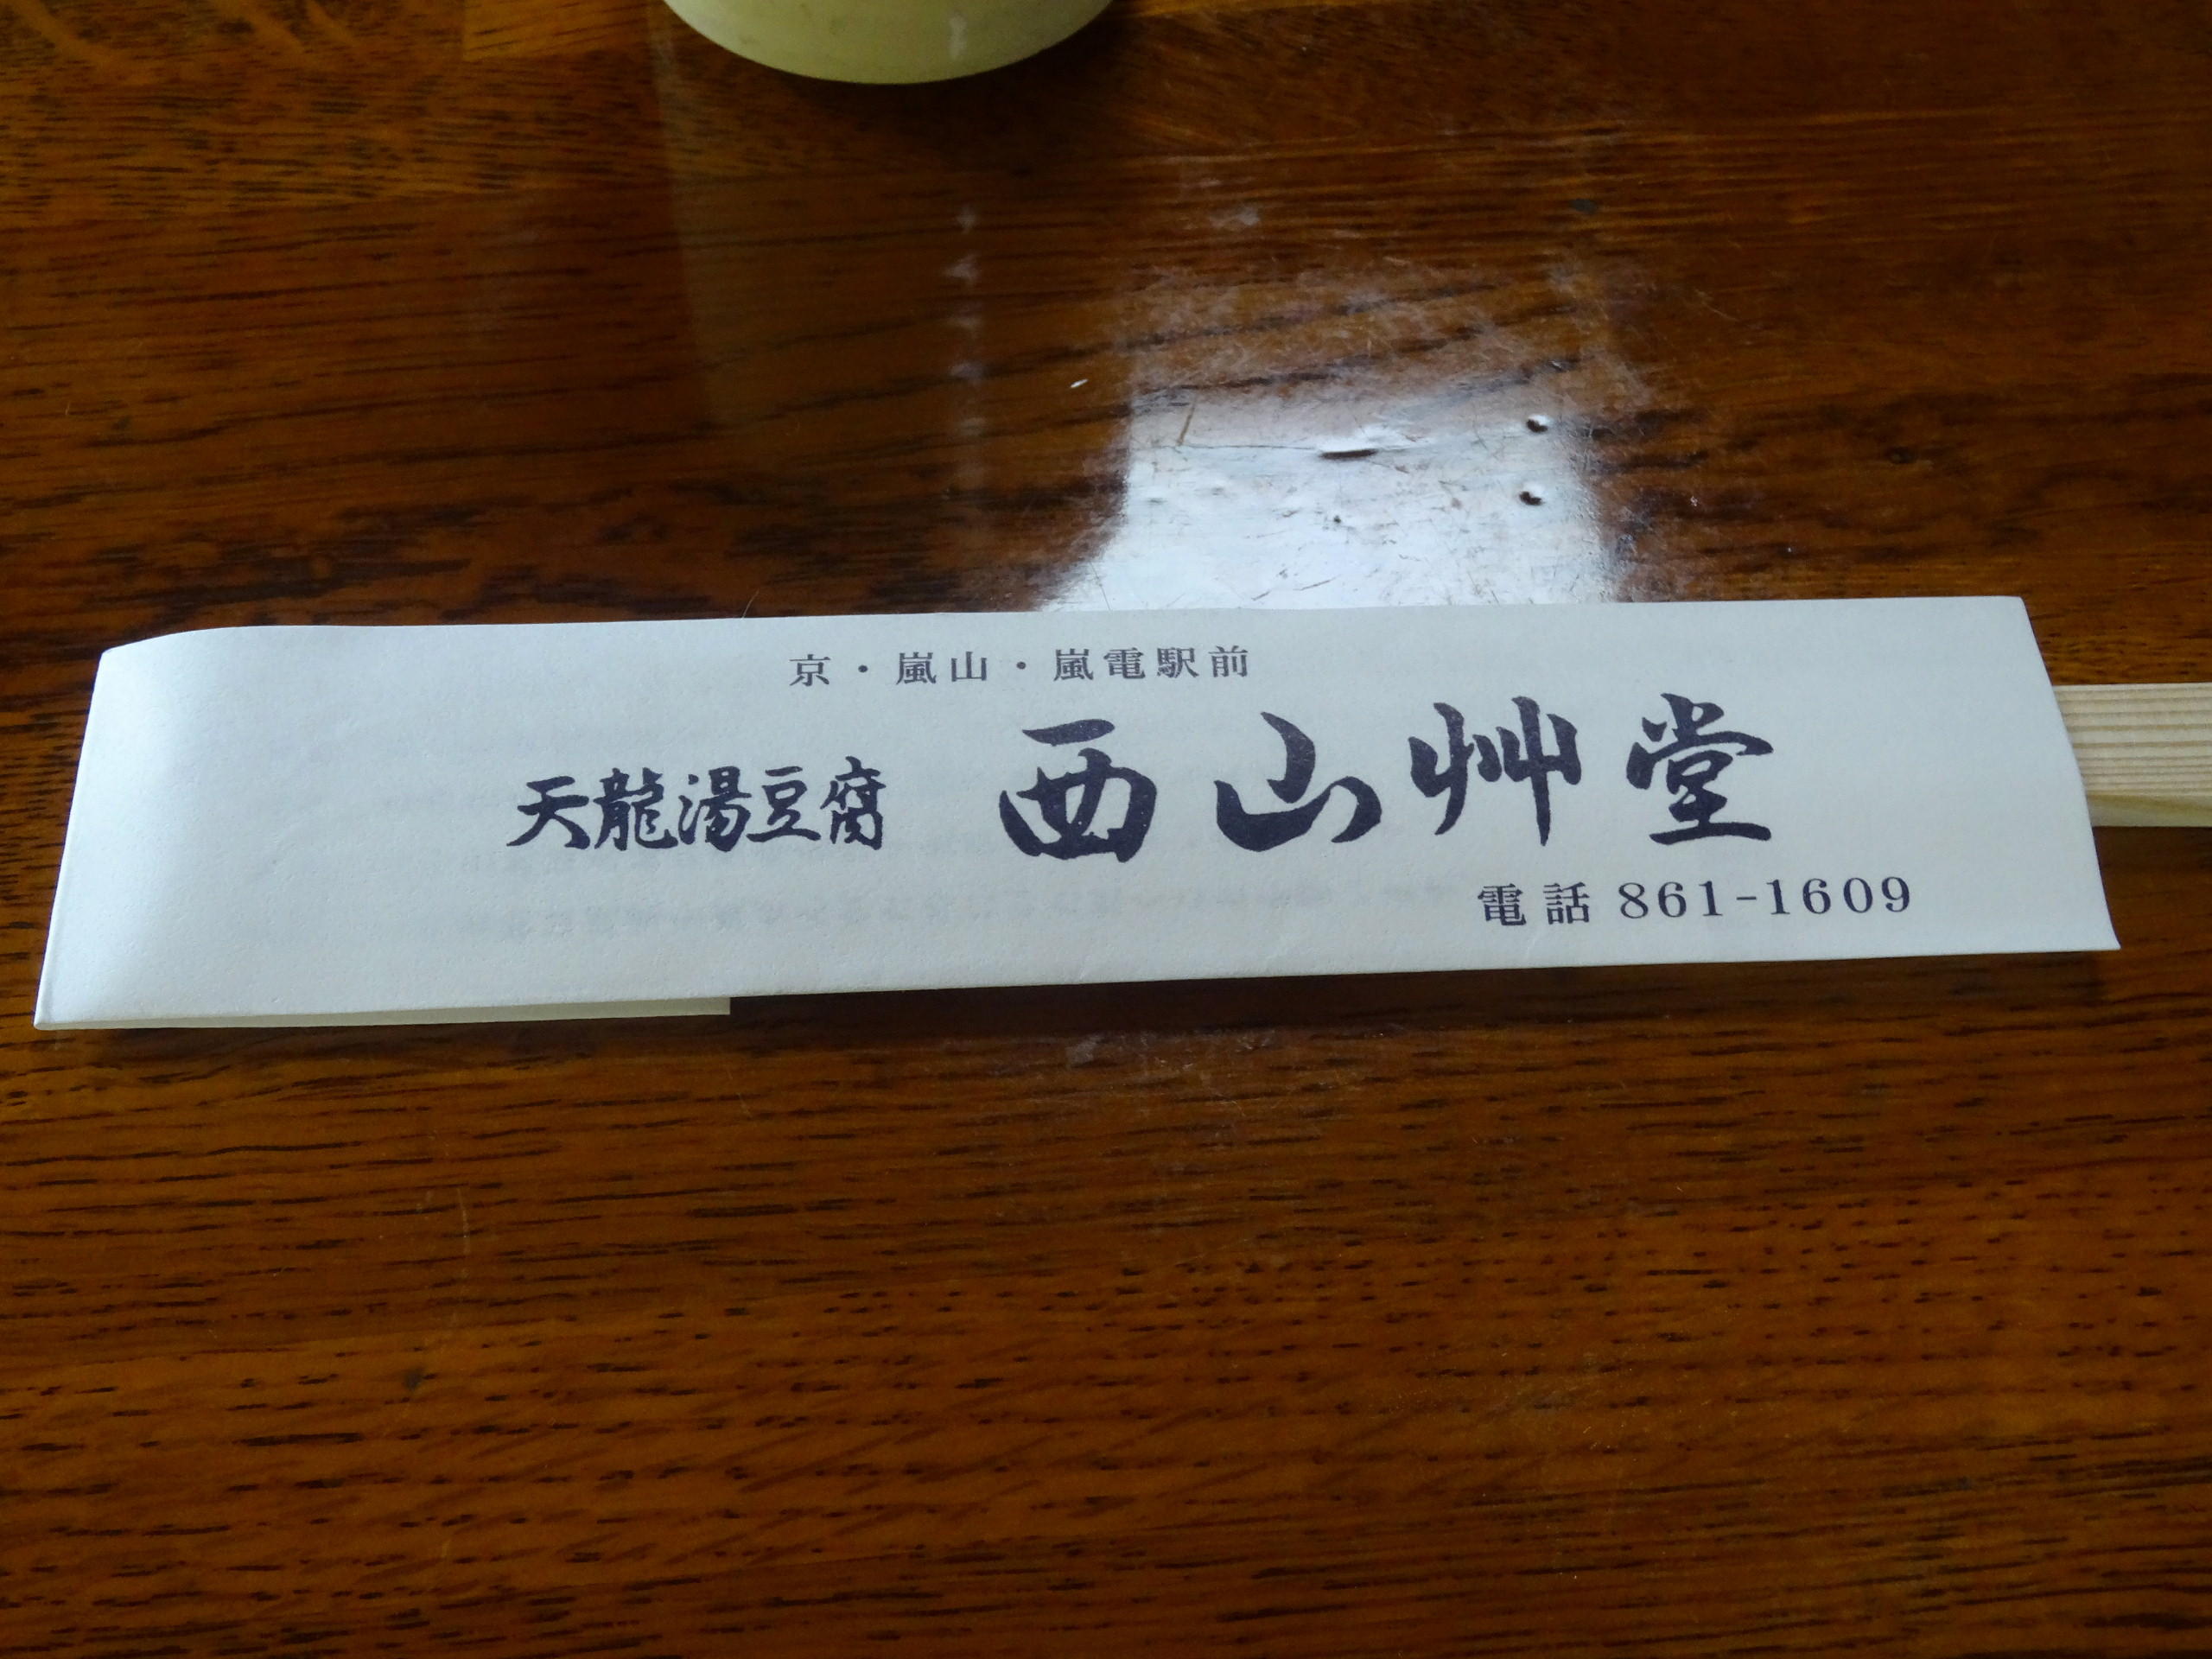 京・嵐山・嵐電駅前
天龍湯豆腐 西山艸堂
電話 861-1609